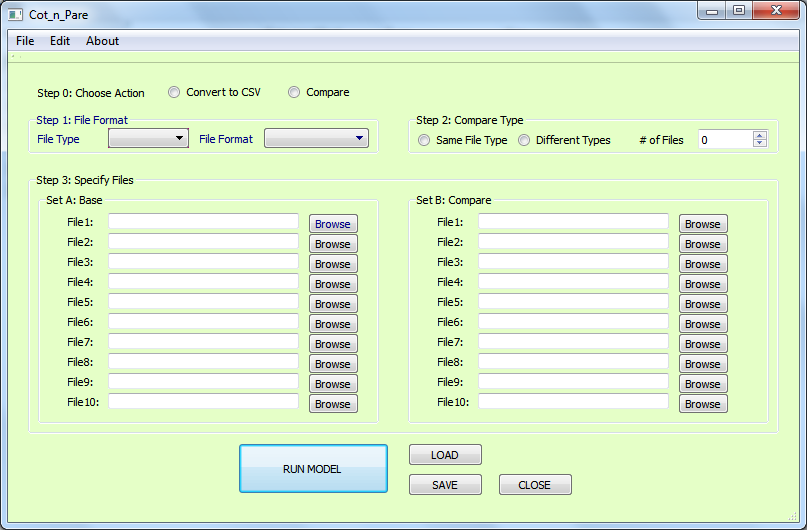 Cot_n_Pare
File Edit About
Step 0: Choose Action Convert to CSV Compare
Step 1: File Format
File Type File Format
Step 2: Compare Type
Same File Type Different Types # of Files 0
Step 3: Specify Files
Set A: Base
File1: Browse
File2: Browse
File3: Browse
File4: Browse
File5: Browse
File6: Browse
File7: Browse
File8: Browse
File9: Browse
File10: Browse
Set B: Compare
File1: Browse
File2: Browse
File3: Browse
File4: Browse
File5: Browse
File6: Browse
File7: Browse
File8: Browse
File9: Browse
File10: Browse
RUN MODEL
LOAD
SAVE CLOSE